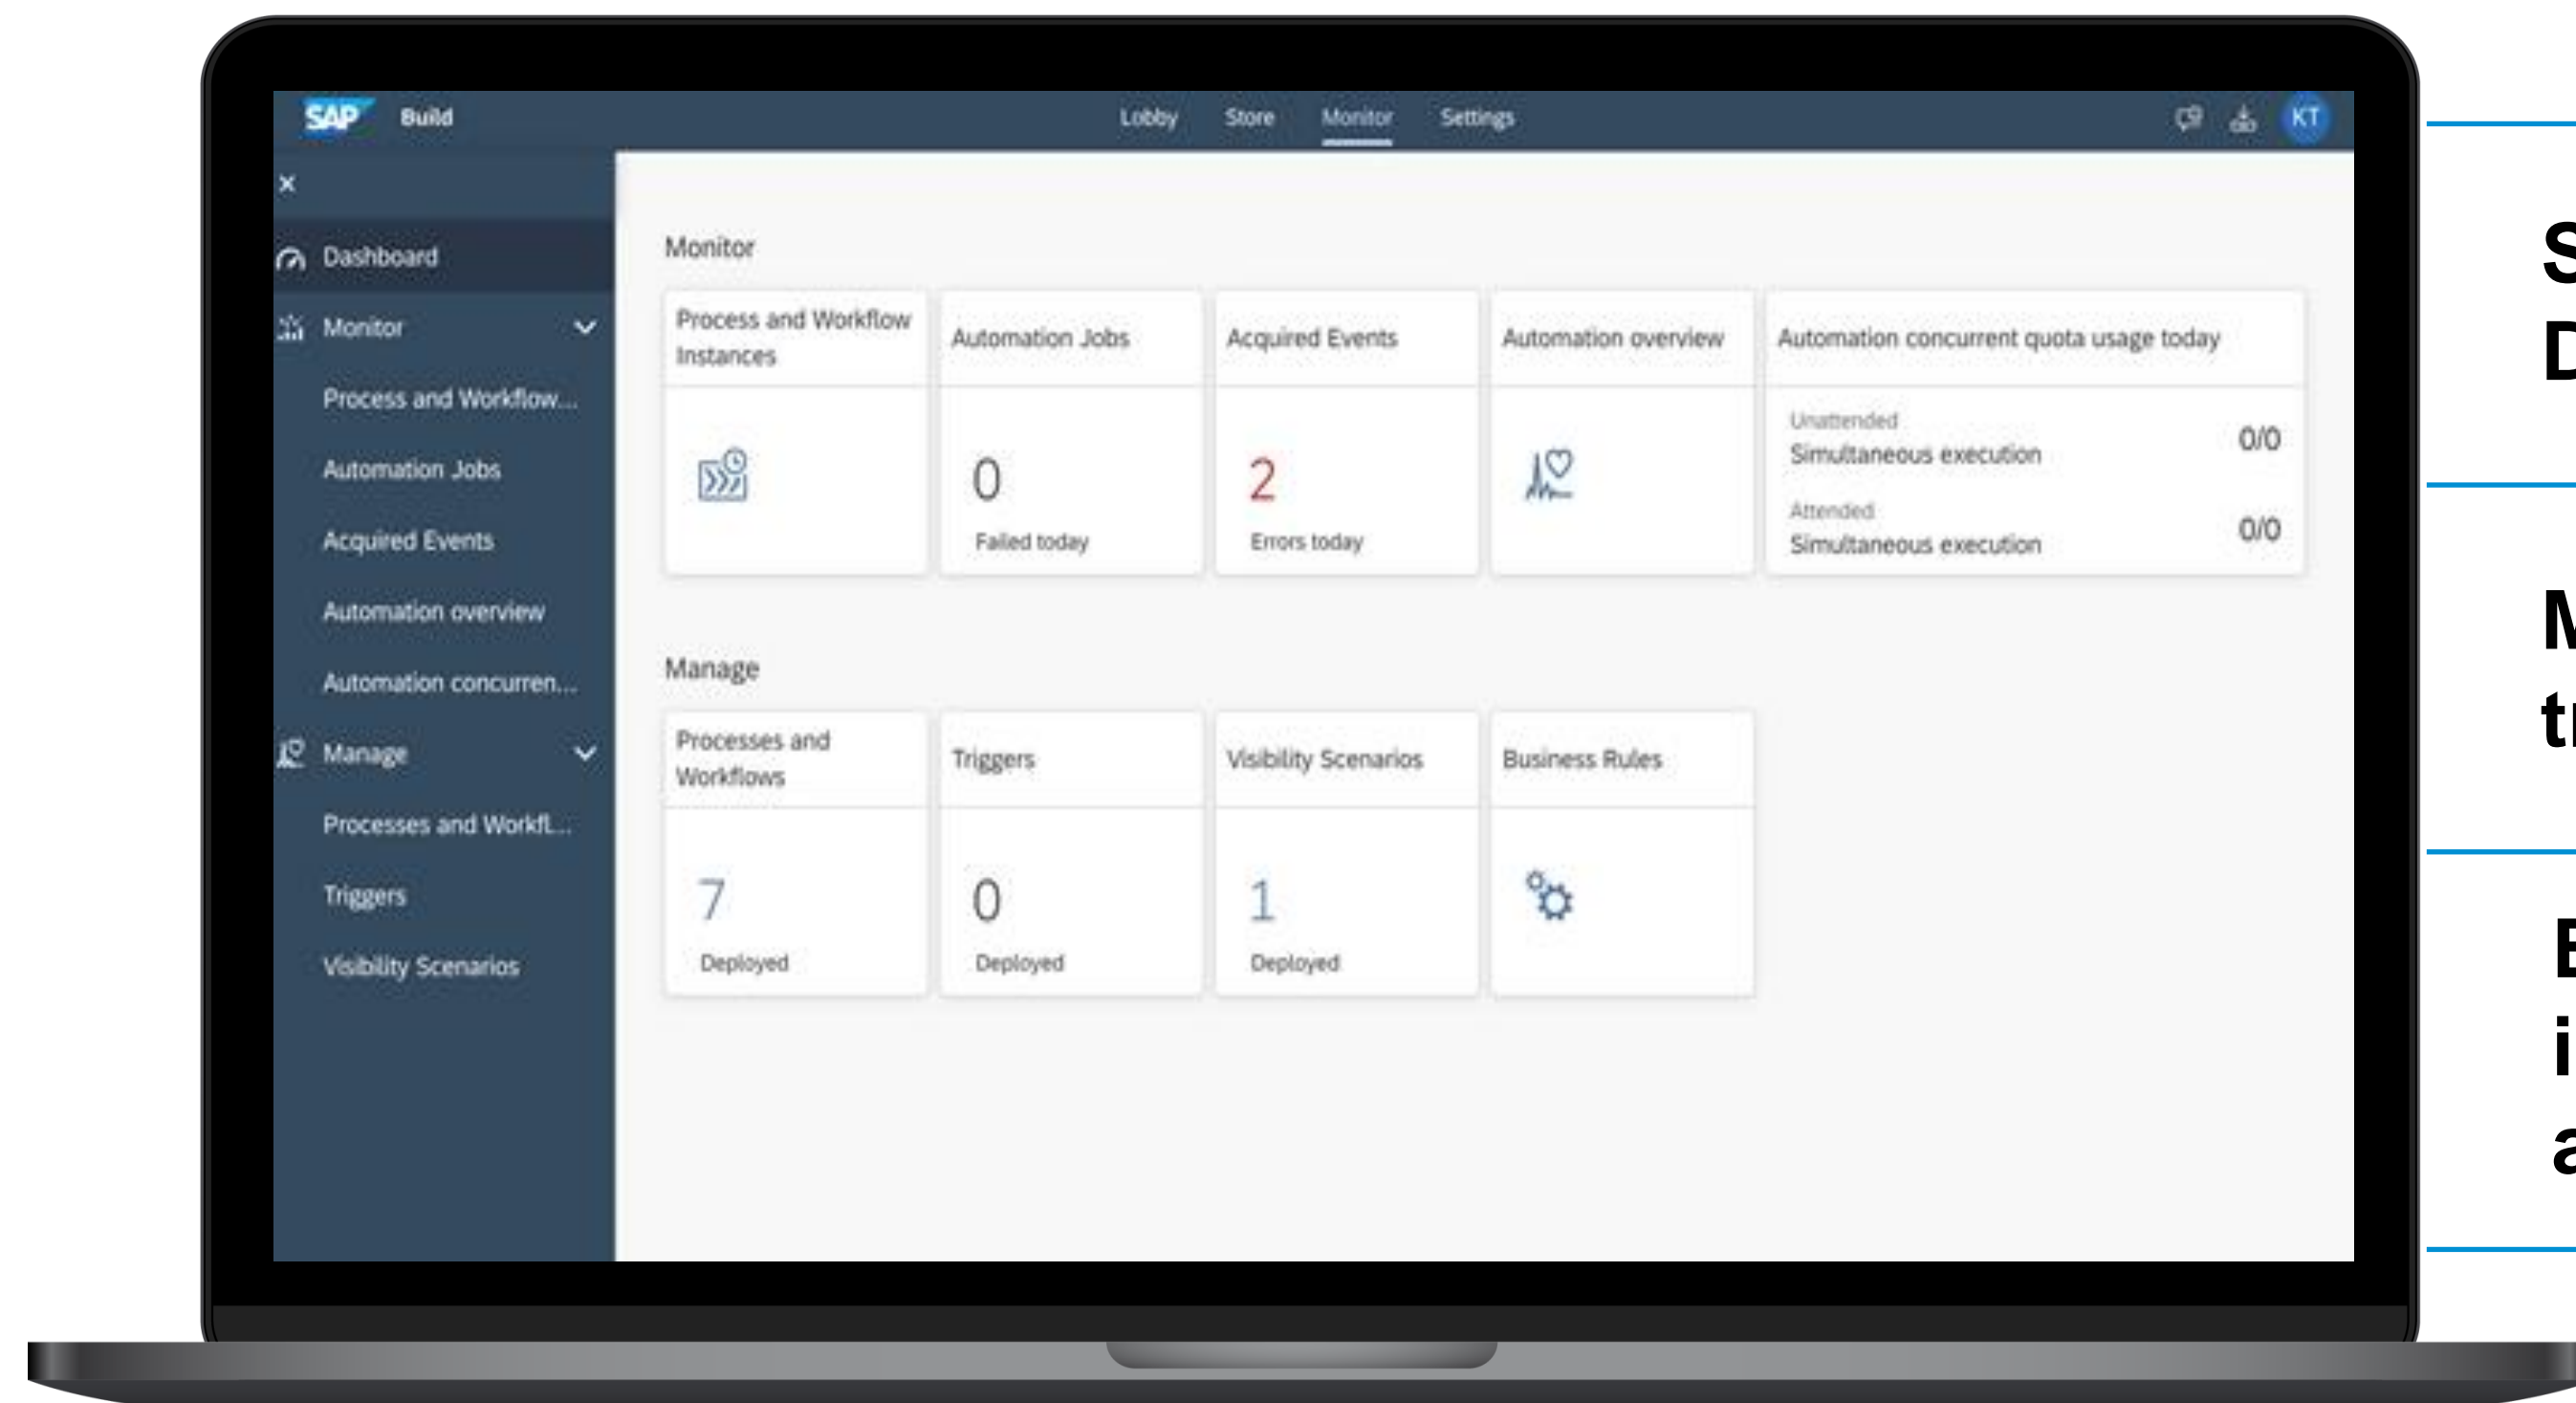 SAP Build
Lobby Store Monitor Settings
KT
Dashboard
Monitor
Process and Workflow...
Automation Jobs
Acquired Events
Automation overview
Automation concurren...
Manage
Processes and Workfl...
Triggers
Visibility Scenarios
Monitor
Process and Workflow
Instances
Automation Jobs
0
Failed today
Acquired Events
2
Errors today
Automation overview
Automation concurrent quota usage today
Unattended
Simultaneous execution 0/0
Attended
Simultaneous execution 0/0
Manage
Processes and
Workflows
7
Deployed
Triggers
0
Deployed
Visibility Scenarios
1
Deployed
Business Rules